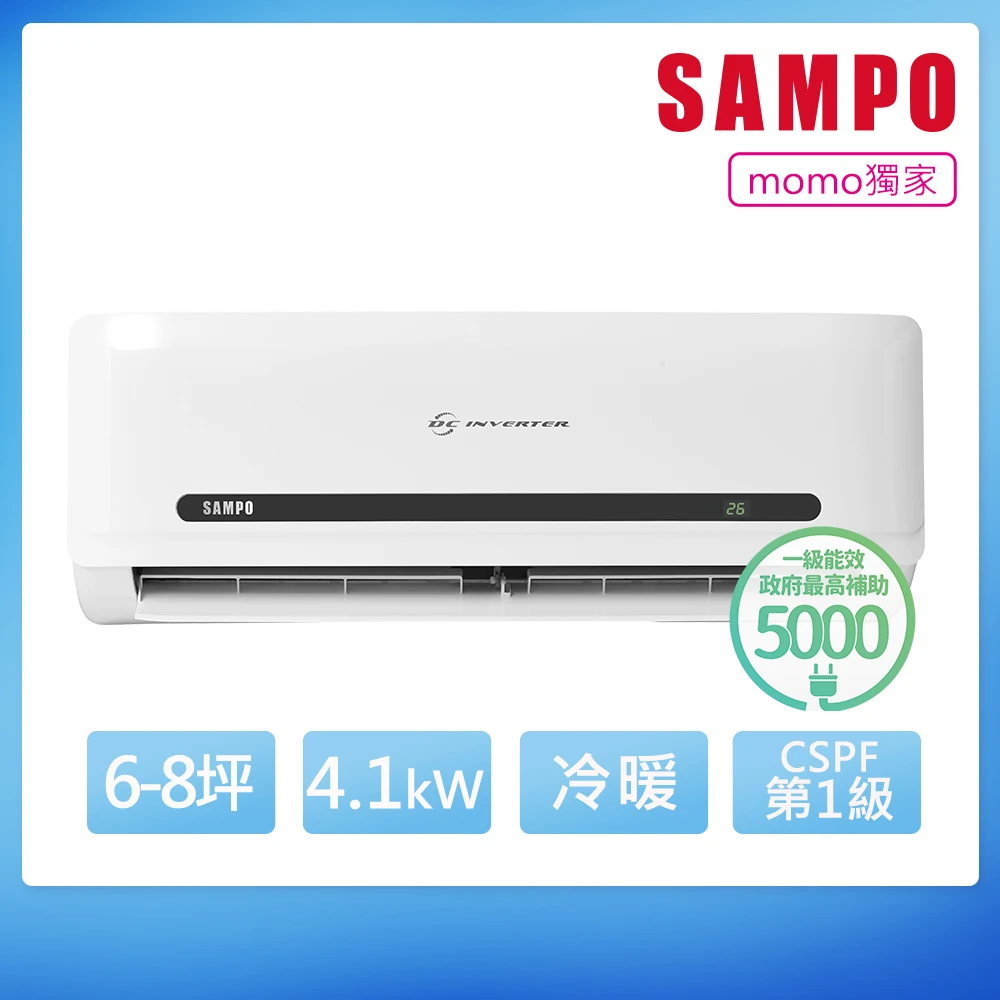 SAMPO
momo獨家
DC INVERTER
SAMPO
26
一級能效
政府最高補助
5000
6-8坪
4.1kW
冷暖
CSPF
第1級